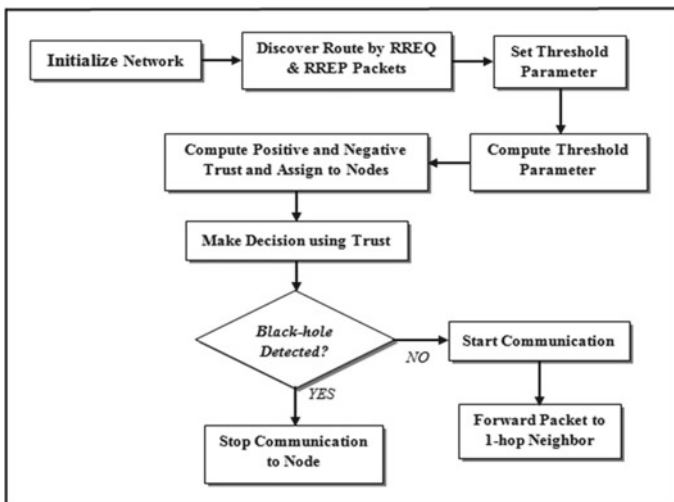 Initialize Network
Discover Route by RREQ
& RREP Packets
Set Threshold
Parameter
Compute Positive and Negative
Trust and Assign to Nodes
Compute Threshold
Parameter
Make Decision using Trust
Black-hole
Detected?
NO
Start Communication
YES
Stop Communication
to Node
Forward Packet to
1-hop Neighbor